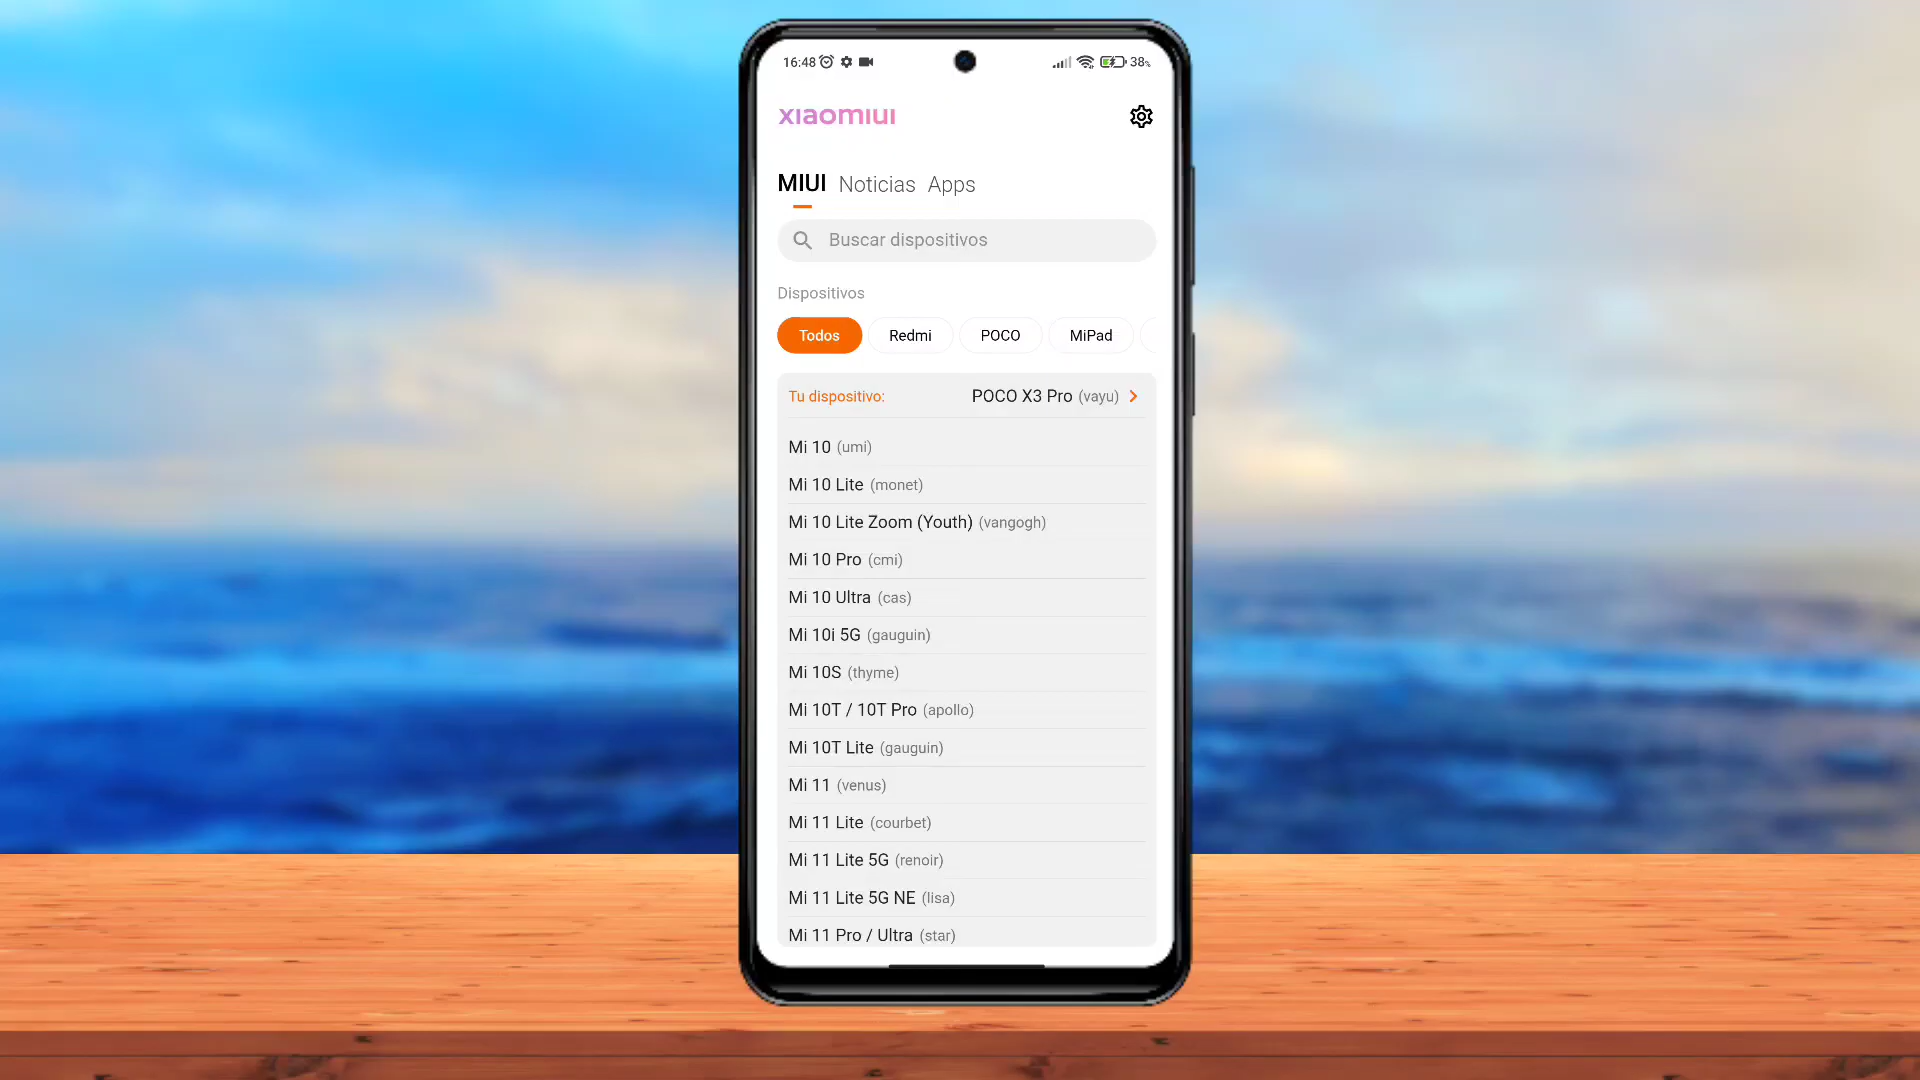 16:48 38%
xiaomiui
MIUI Noticias Apps
Buscar dispositivos
Dispositivos
Todos Redmi POCO MiPad
Tu dispositivo: POCO X3 Pro (vayu)
Mi 10 (umi)
Mi 10 Lite (monet)
Mi 10 Lite Zoom (Youth) (vangogh)
Mi 10 Pro (cmi)
Mi 10 Ultra (cas)
Mi 10i 5G (gauguin)
Mi 10S (thyme)
Mi 10T / 10T Pro (apollo)
Mi 10T Lite (gauguin)
Mi 11 (venus)
Mi 11 Lite (courbet)
Mi 11 Lite 5G (renoir)
Mi 11 Lite 5G NE (lisa)
Mi 11 Pro / Ultra (star)